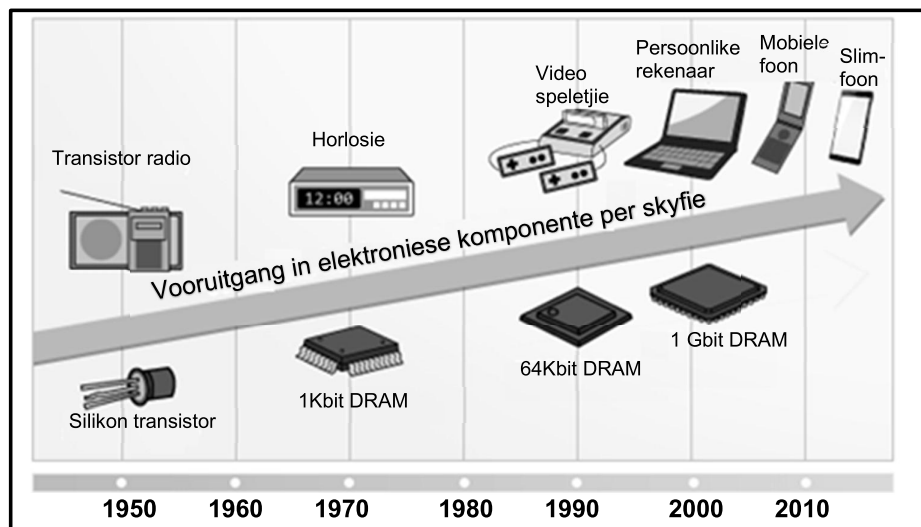 Persoonlike
rekenaar
Mobiele
foon
Slim-
foon
Video
speletjie
Transistor radio
Horlosie
12:00
Vooruitgang in elektroniese komponente per skyfie
Silikon transistor
1Kbit DRAM
64Kbit DRAM
1 Gbit DRAM
1950 1960 1970 1980 1990 2000 2010